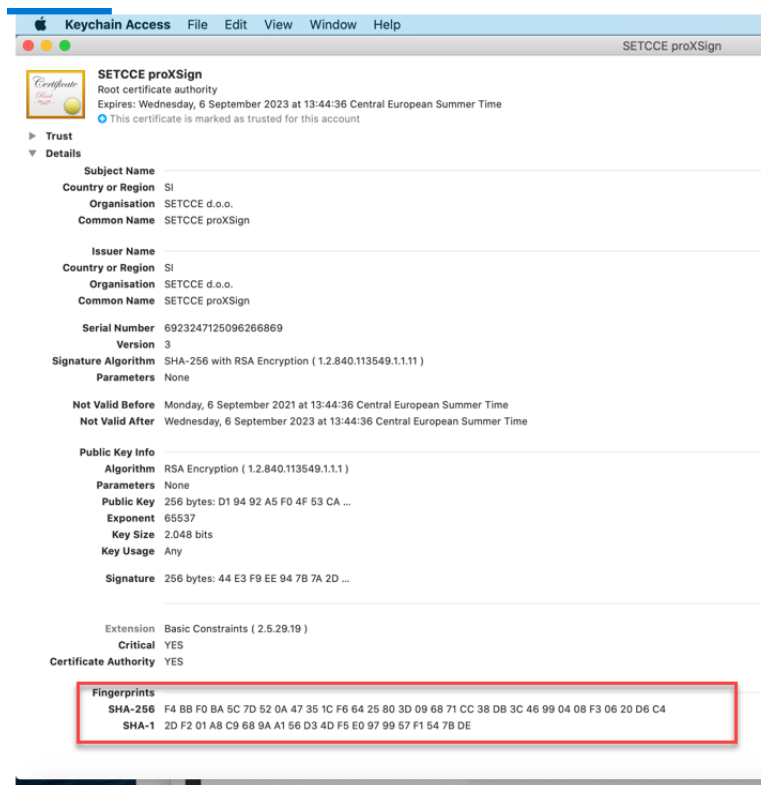 Keychain Access File Edit View Window Help
SETCCE proXSign
Certificate
Root
SETCCE proXSign
Root certificate authority
Expires: Wednesday, 6 September 2023 at 13:44:36 Central European Summer Time
This certificate is marked as trusted for this account
Trust
Details
Subject Name
Country or Region SI
Organisation SETCCE d.o.o.
Common Name SETCCE proXSign
Issuer Name
Country or Region SI
Organisation SETCCE d.o.o.
Common Name SETCCE proXSign
Serial Number 6923247125096266869
Version 3
Signature Algorithm SHA-256 with RSA Encryption ( 1.2.840.113549.1.1.11 )
Parameters None
Not Valid Before Monday, 6 September 2021 at 13:44:36 Central European Summer Time
Not Valid After Wednesday, 6 September 2023 at 13:44:36 Central European Summer Time
Public Key Info
Algorithm RSA Encryption ( 1.2.840.113549.1.1.1 )
Parameters None
Public Key 256 bytes: D1 94 92 A5 F0 4F 53 CA ...
Exponent 65537
Key Size 2.048 bits
Key Usage Any
Signature 256 bytes: 44 E3 F9 EE 94 7B 7A 2D ...
Extension Basic Constraints ( 2.5.29.19 )
Critical YES
Certificate Authority YES
Fingerprints
SHA-256 F4 BB F0 BA 5C 7D 52 0A 47 35 1C F6 64 25 80 3D 09 68 71 CC 38 DB 3C 46 99 04 08 F3 06 20 D6 C4
SHA-1 2D F2 01 A8 C9 68 9A A1 56 D3 4D F5 E0 97 99 57 F1 54 7B DE